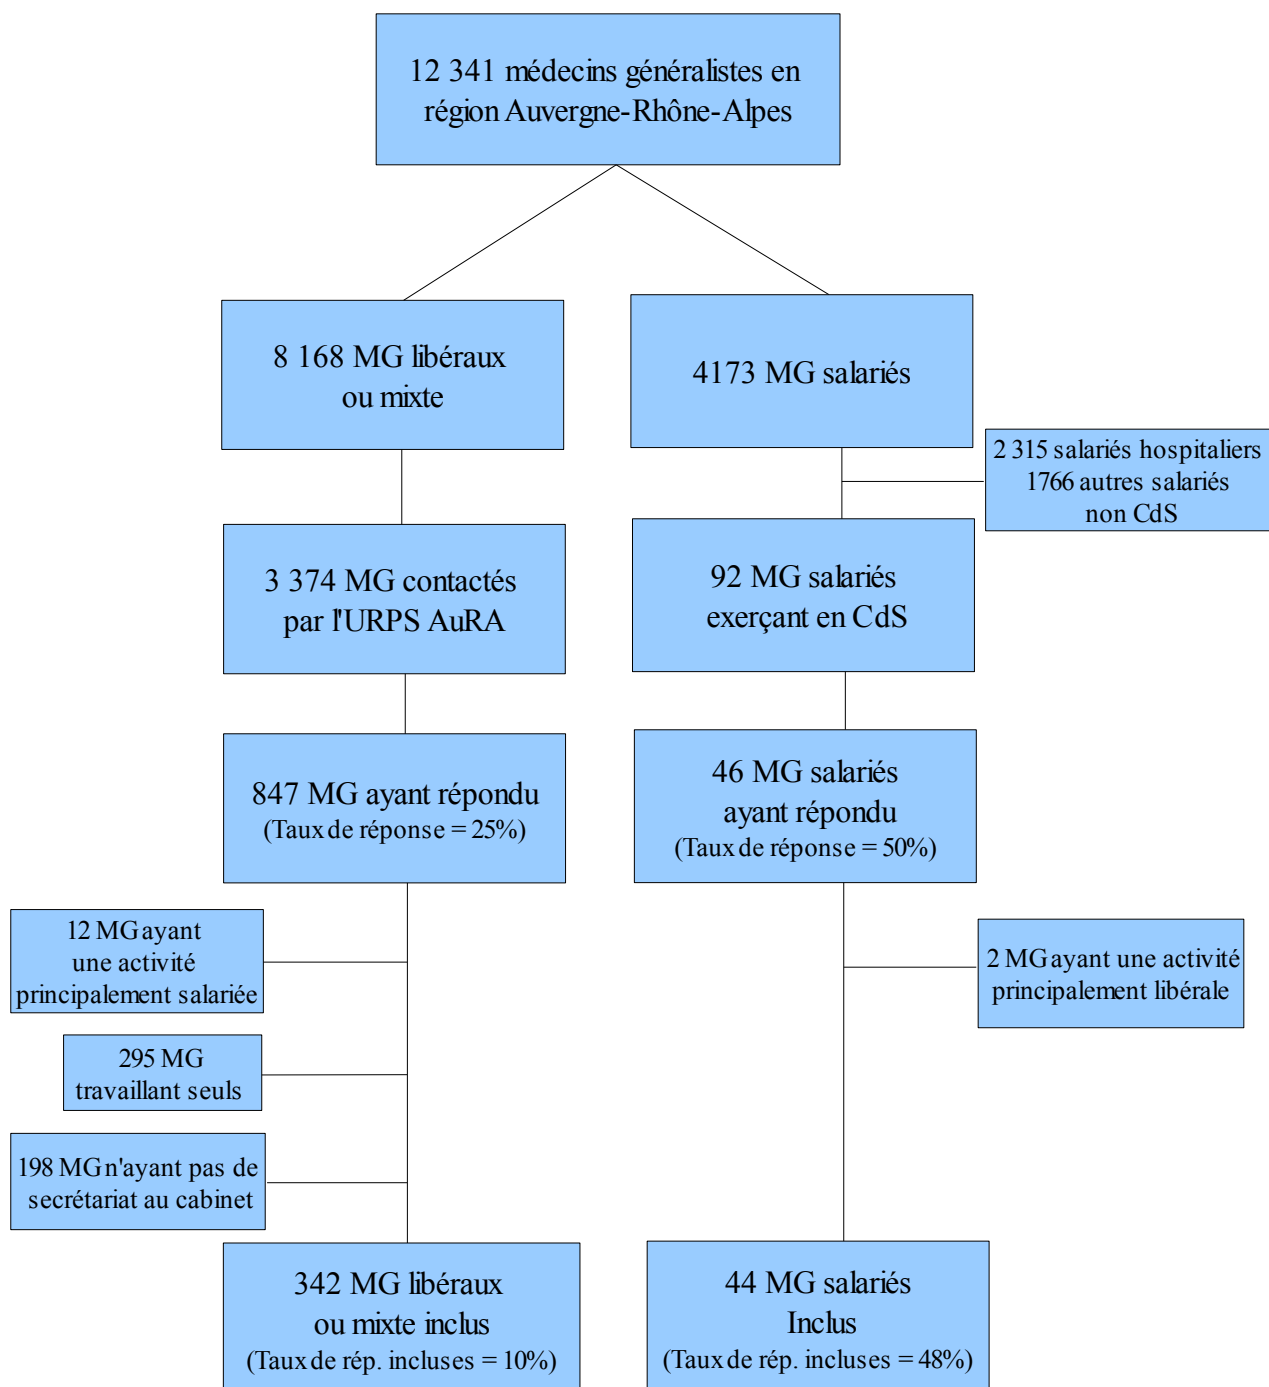 12 341 médecins généralistes en
région Auvergne-Rhône-Alpes
8 168 MG libéraux
ou mixte
4173 MG salariés
2 315 salariés hospitaliers
1766 autres salariés
non CdS
3 374 MG contactés
par l'URPS AuRA
92 MG salariés
exerçant en CdS
847 MG ayant répondu
(Taux de réponse = 25%)
46 MG salariés
ayant répondu
(Taux de réponse = 50%)
12 MG ayant
une activité
principalement salariée
2 MG ayant une activité
principalement libérale
295 MG
travaillant seuls
198 MG n'ayant pas de
secrétariat au cabinet
342 MG libéraux
ou mixte inclus
(Taux de rép. incluses = 10%)
44 MG salariés
Inclus
(Taux de rép. incluses = 48%)